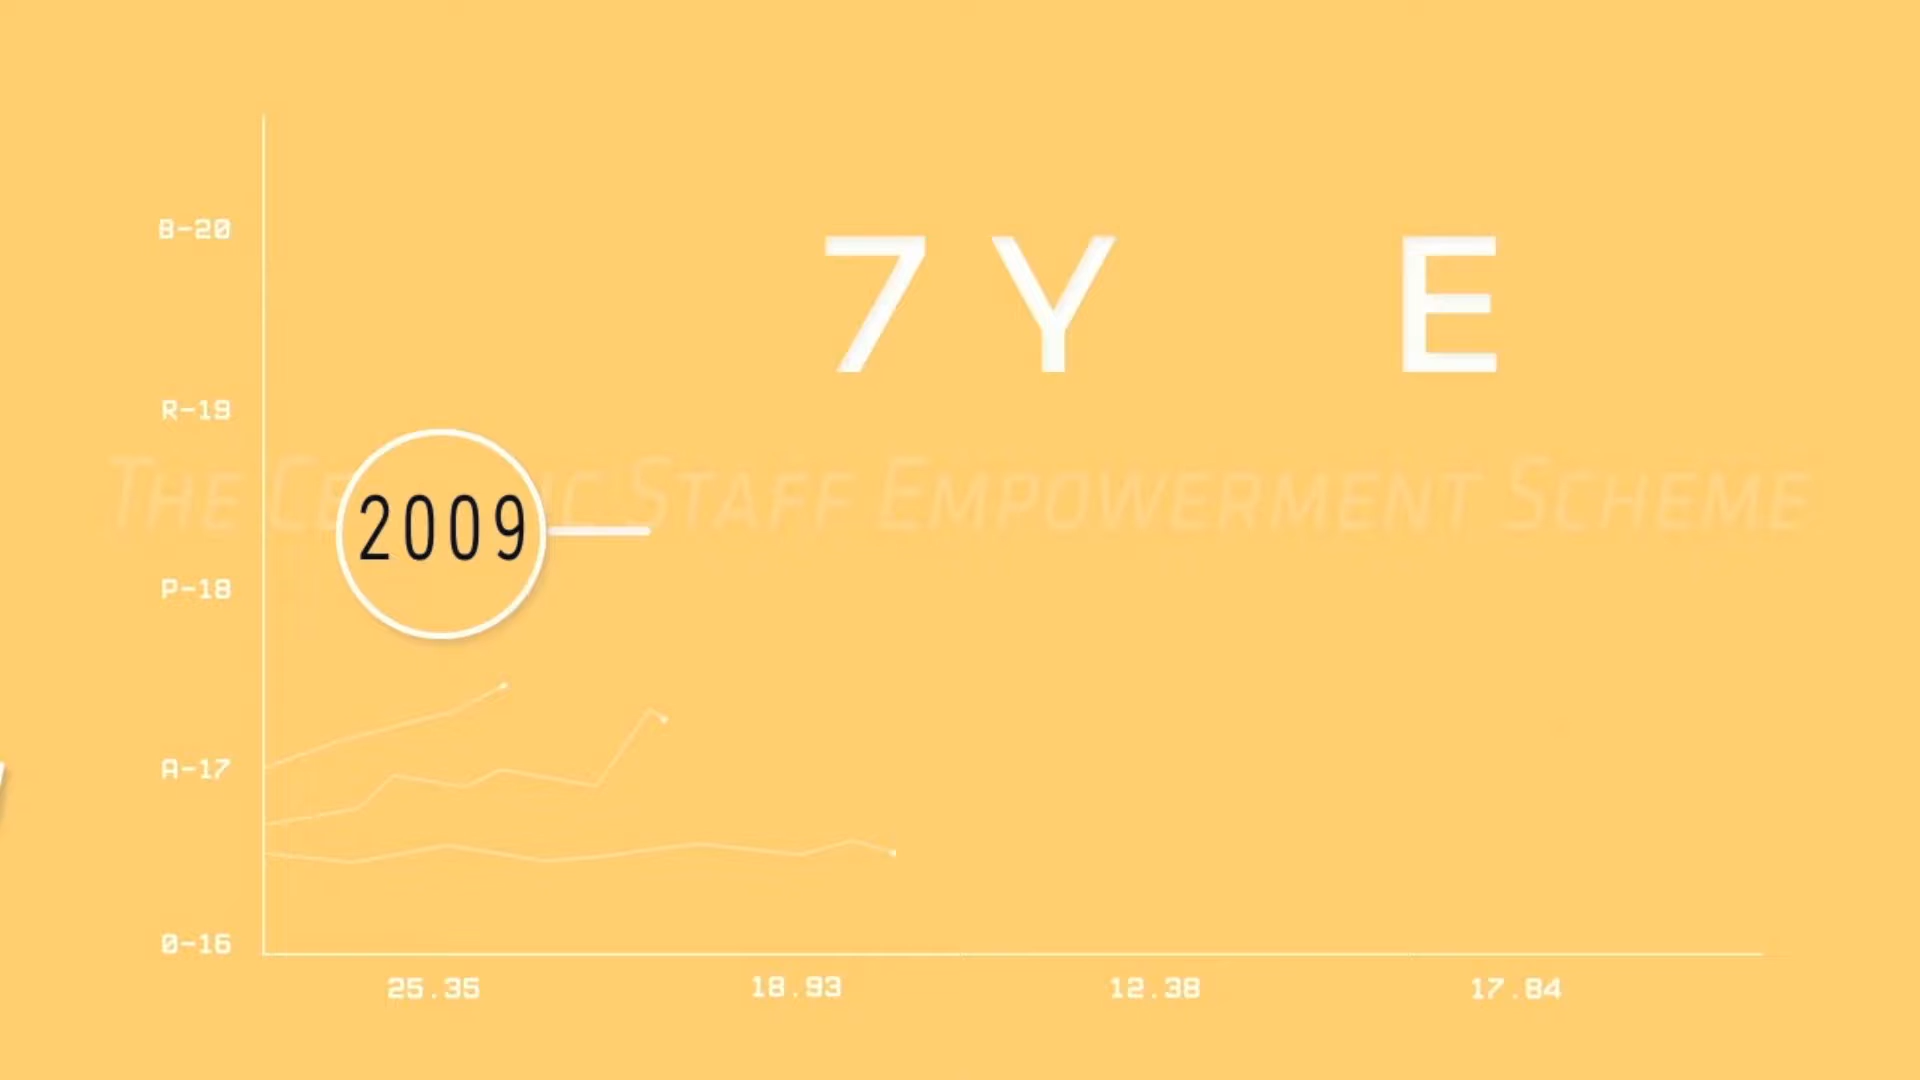 B-20
7Y E
R-19
THE STAFF EMPOWERMENT SCHEME
2009
P-18
A-17
0-16
25.35 18.93 12.38 17.84